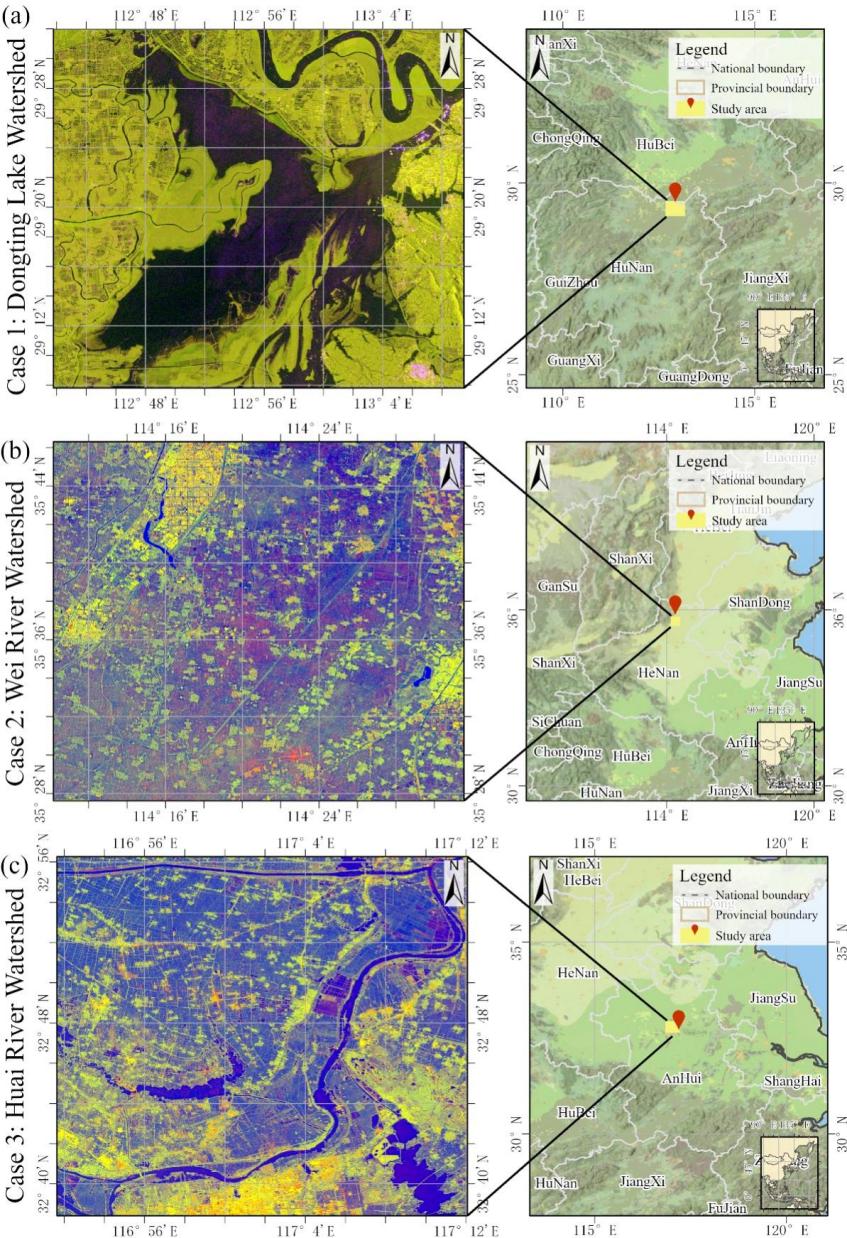 (a)
Case 1: Dongting Lake Watershed
112° 48' E 112° 56' E 113° 4' E
29° 28' N
29° 20' N
29° 12' N
29° 28' N
29° 20' N
29° 12' N
112° 48' E 112° 56' E 113° 4' E
N
110° E 115° E
N
Legend
National boundary
Provincial boundary
Study area
ChongQing
HuBei
30° N
30° N
HuNan
GuiZhou
JiangXi
GuangXi
GuangDong
25° N
25° N
110° E 115° E
(b)
Case 2: Wei River Watershed
114° 16' E 114° 24' E
35° 44' N
35° 36' N
35° 28' N
35° 44' N
35° 36' N
35° 28' N
114° 16' E 114° 24' E
N
114° E 120° E
N
Legend
National boundary
Provincial boundary
Study area
Liaoning
ShanXi
GanSu
ShanDong
36° N
36° N
ShanXi
HeNan
JiangSu
SiChuan
ChongQing
HuBei
HuNan
JiangXi
30° N
30° N
114° E 120° E
(c)
Case 3: Huai River Watershed
116° 56' E 117° 4' E 117° 12' E
32° 56' N
32° 48' N
32° 40' N
32° 48' N
32° 40' N
116° 56' E 117° 4' E 117° 12' E
N
115° E 120° E
N
ShanXi
HeBei
Legend
National boundary
Provincial boundary
Study area
ShanDong
35° N
35° N
HeNan
JiangSu
AnHui
ShangHai
HuBei
30° N
30° N
HuNan
JiangXi
FuJian
115° E 120° E